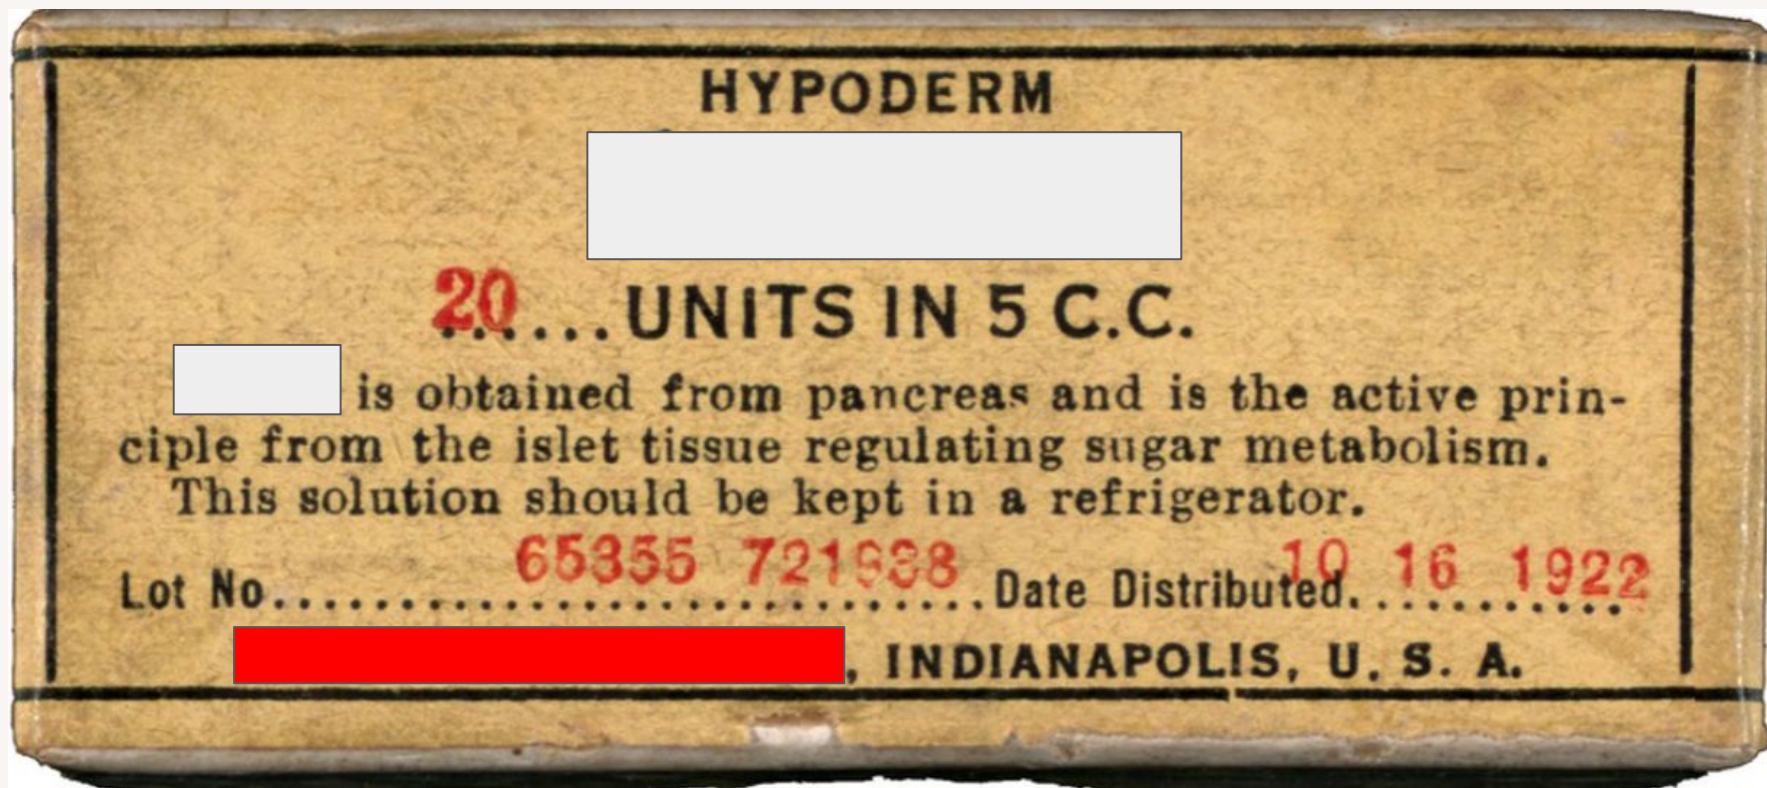 HYPODERM
20......UNITS IN 5 C.C.
is obtained from pancreas and is the active prin-
ciple from the islet tissue regulating sugar metabolism.
This solution should be kept in a refrigerator.
Lot No. 65355 Date Distributed. 10 16 1922
, INDIANAPOLIS, U. S. A.